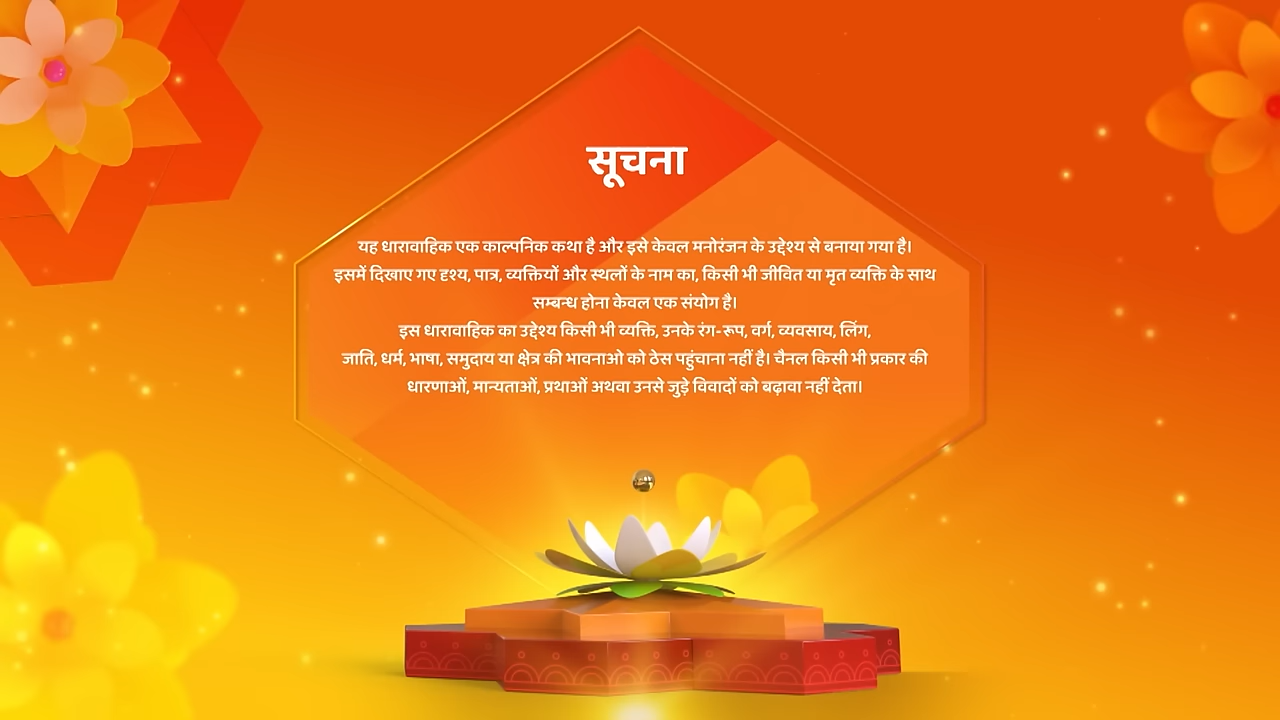 सूचना
यह धारावाहिक एक काल्पनिक कथा है और इसे केवल मनोरंजन के उद्देश्य से बनाया गया है।
इसमें दिखाए गए दृश्य, पात्र, व्यक्तियों और स्थलों के नाम का, किसी भी जीवित या मृत व्यक्ति के साथ
सम्बन्ध होना केवल एक संयोग है।
इस धारावाहिक का उद्देश्य किसी भी व्यक्ति, उनके रंग-रूप, वर्ग, व्यवसाय, लिंग,
जाति, धर्म, भाषा, समुदाय या क्षेत्र की भावनाओ को ठेस पहुंचाना नहीं है। चैनल किसी भी प्रकार की
धारणाओं, मान्यताओं, प्रथाओं अथवा उनसे जुड़े विवादों को बढ़ावा नहीं देता।